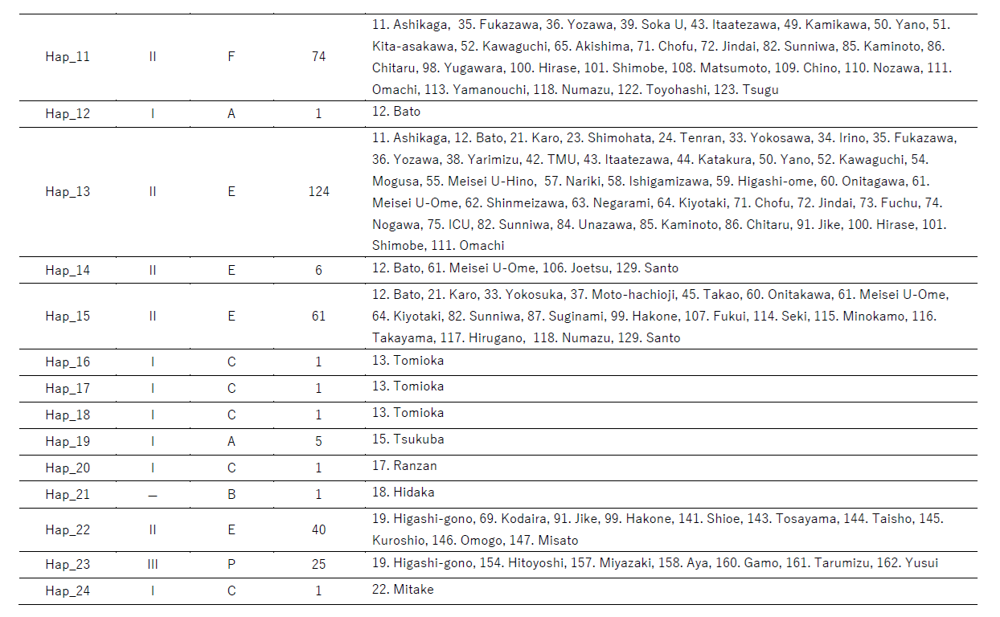 Hap_11 II F 74 11. Ashikaga,  35. Fukazawa, 36. Yozawa, 39. Soka U, 43. Itaatezawa, 49. Kamikawa, 50. Yano, 51.
Kita-asakawa, 52. Kawaguchi, 65. Akishima, 71. Chofu, 72. Jindai, 82. Sunniwa, 85. Kaminoto, 86.
Chitaru, 98. Yugawara, 100. Hirase, 101. Shimobe, 108. Matsumoto, 109. Chino, 110. Nozawa, 111.
Omachi, 113. Yamanouchi, 118. Numazu, 122. Toyohashi, 123. Tsugu
Hap_12 I A 1 12. Bato
Hap_13 II E 124 11. Ashikaga, 12. Bato, 21. Karo, 23. Shimohata, 24. Tenran, 33. Yokosawa, 34. Irino, 35. Fukazawa,
36. Yozawa, 38. Yarimizu, 42. TMU, 43. Itaatezawa, 44. Katakura, 50. Yano, 52. Kawaguchi, 54.
Mogusa, 55. Meisei U-Hino,  57. Nariki, 58. Ishigamizawa, 59. Higashi-ome, 60. Onitagawa, 61.
Meisei U-Ome, 62. Shinmeizawa, 63. Negarami, 64. Kiyotaki, 71. Chofu, 72. Jindai, 73. Fuchu, 74.
Nogawa, 75. ICU, 82. Sunniwa, 84. Unazawa, 85. Kaminoto, 86. Chitaru, 91. Jike, 100. Hirase, 101.
Shimobe, 111. Omachi
Hap_14 II E 6 12. Bato, 61. Meisei U-Ome, 106. Joetsu, 129. Santo
Hap_15 II E 61 12. Bato, 21. Karo, 33. Yokosuka, 37. Moto-hachioji, 45. Takao, 60. Onitakawa, 61. Meisei U-Ome,
64. Kiyotaki, 82. Sunniwa, 87. Suginami, 99. Hakone, 107. Fukui, 114. Seki, 115. Minokamo, 116.
Takayama, 117. Hirugano,  118. Numazu, 129. Santo
Hap_16 I C 1 13. Tomioka
Hap_17 I C 1 13. Tomioka
Hap_18 I C 1 13. Tomioka
Hap_19 I A 5 15. Tsukuba
Hap_20 I C 1 17. Ranzan
Hap_21 — B 1 18. Hidaka
Hap_22 II E 40 19. Higashi-gono, 69. Kodaira, 91. Jike, 99. Hakone, 141. Shioe, 143. Tosayama, 144. Taisho, 145.
Kuroshio, 146. Omogo, 147. Misato
Hap_23 III P 25 19. Higashi-gono, 154. Hitoyoshi, 157. Miyazaki, 158. Aya, 160. Gamo, 161. Tarumizu, 162. Yusui
Hap_24 I C 1 22. Mitake